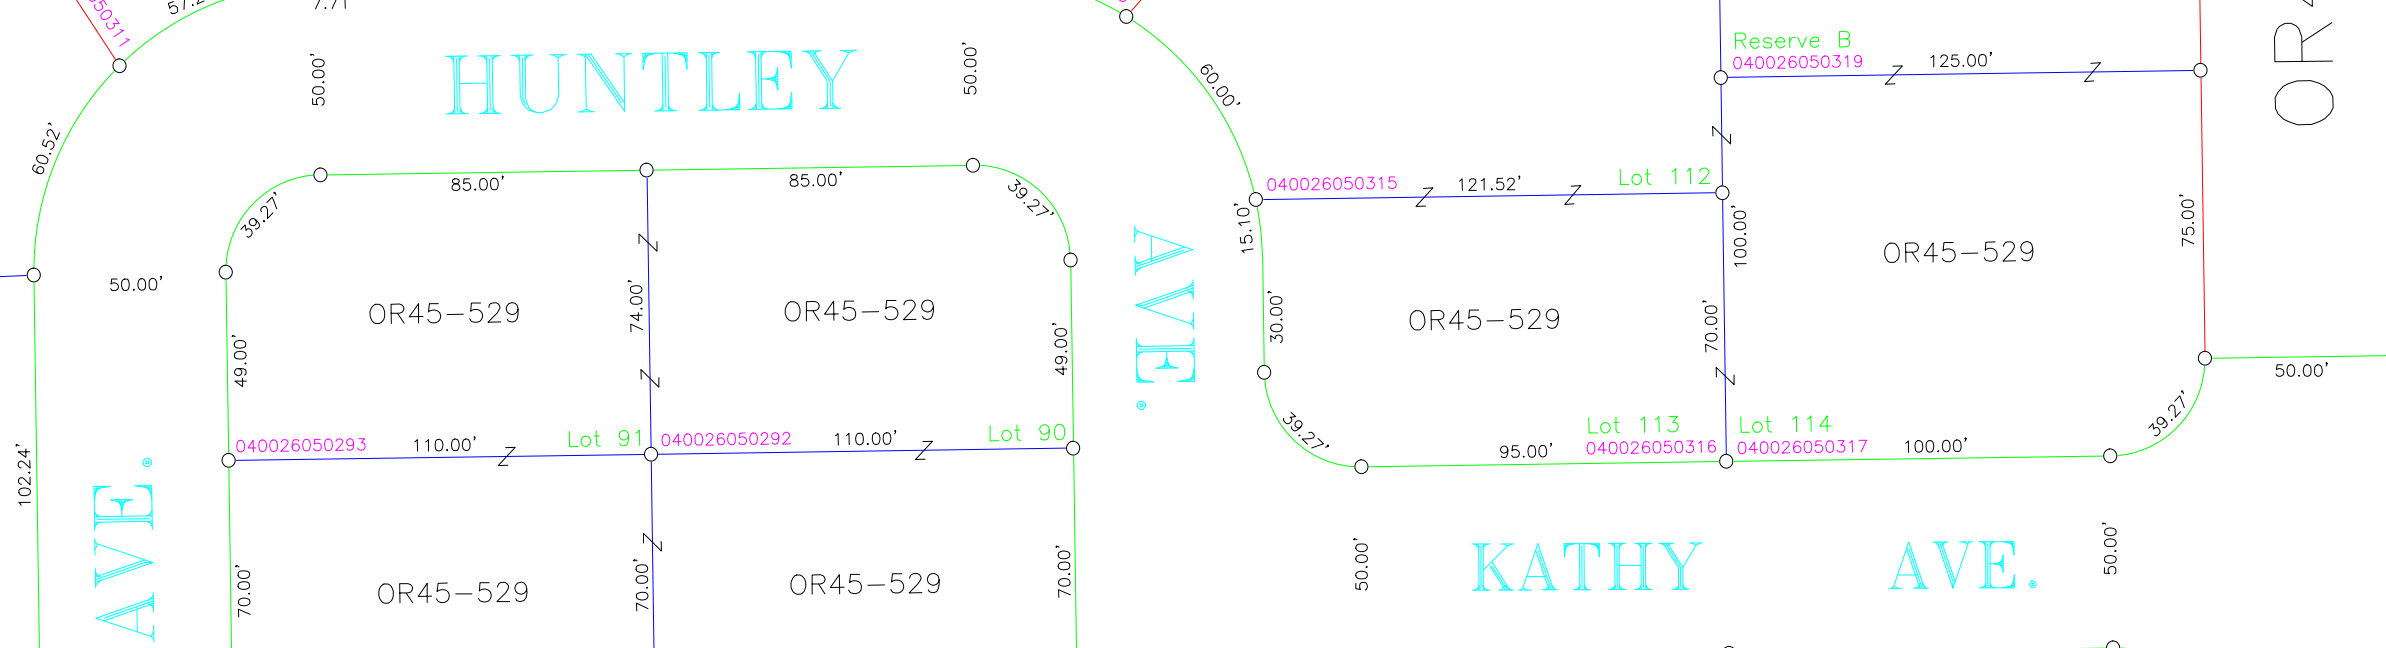 7.71'
HUNTLEY
50.00'
50.00'
60.00'
Reserve B
040026050319
125.00'
60.52'
85.00'
85.00'
39.27'
39.27'
040026050315
121.52'
Lot 112
15.10'
100.00'
75.00'
50.00'
OR45-529
74.00'
OR45-529
AVE.
30.00'
OR45-529
70.00'
OR45-529
49.00'
49.00'
50.00'
39.27'
39.27'
040026050293
110.00'
Lot 91
040026050292
110.00'
Lot 90
95.00'
Lot 113
040026050316
Lot 114
040026050317
100.00'
102.24'
AVE.
70.00'
OR45-529
70.00'
OR45-529
70.00'
50.00'
KATHY AVE.
50.00'